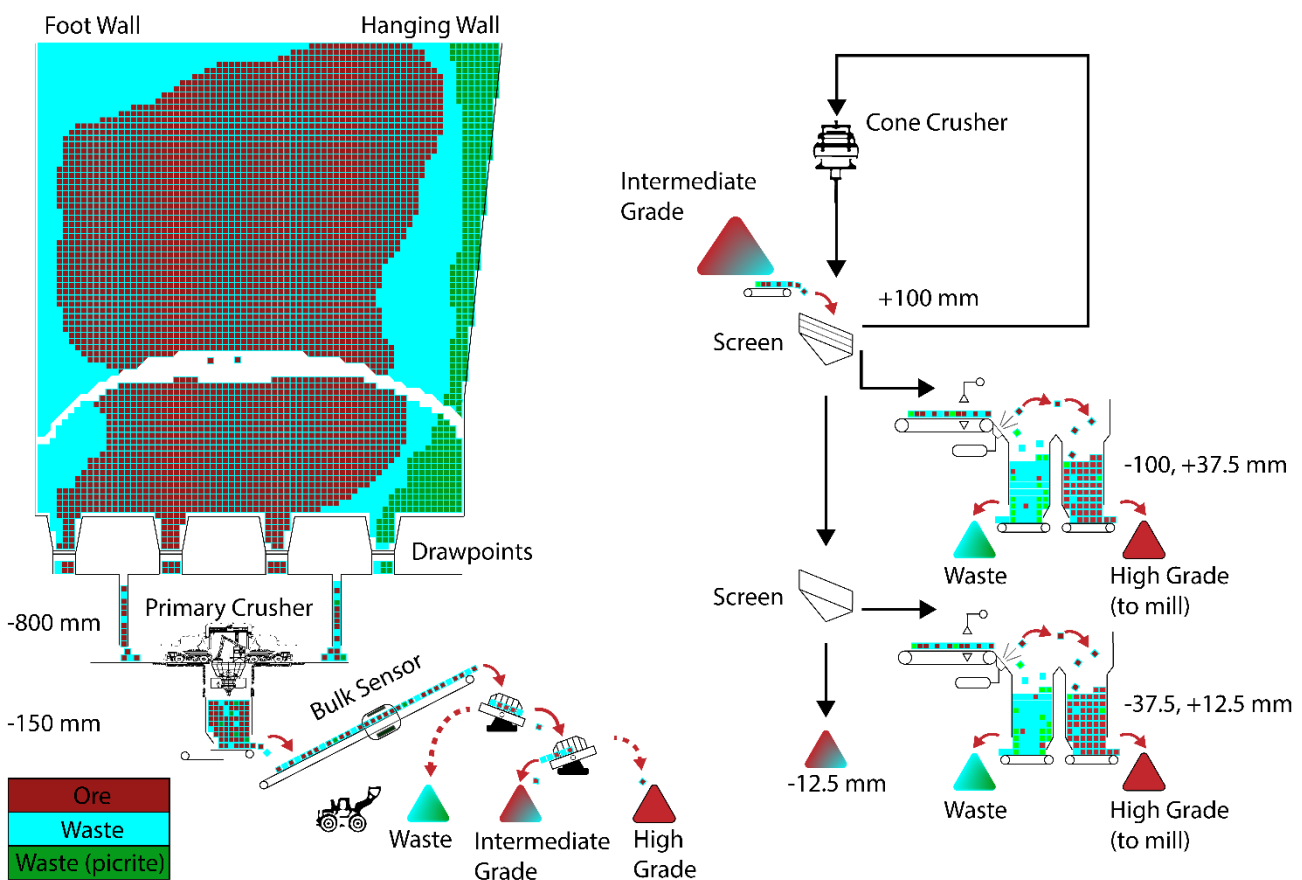 Foot Wall
Hanging Wall
Drawpoints
Primary Crusher
-800 mm
-150 mm
Bulk Sensor
Waste
Intermediate
Grade
High
Grade
Ore
Waste
Waste (picrite)
Cone Crusher
Intermediate
Grade
+100 mm
Screen
-100, +37.5 mm
Waste
High Grade
(to mill)
Screen
-37.5, +12.5 mm
-12.5 mm
Waste
High Grade
(to mill)